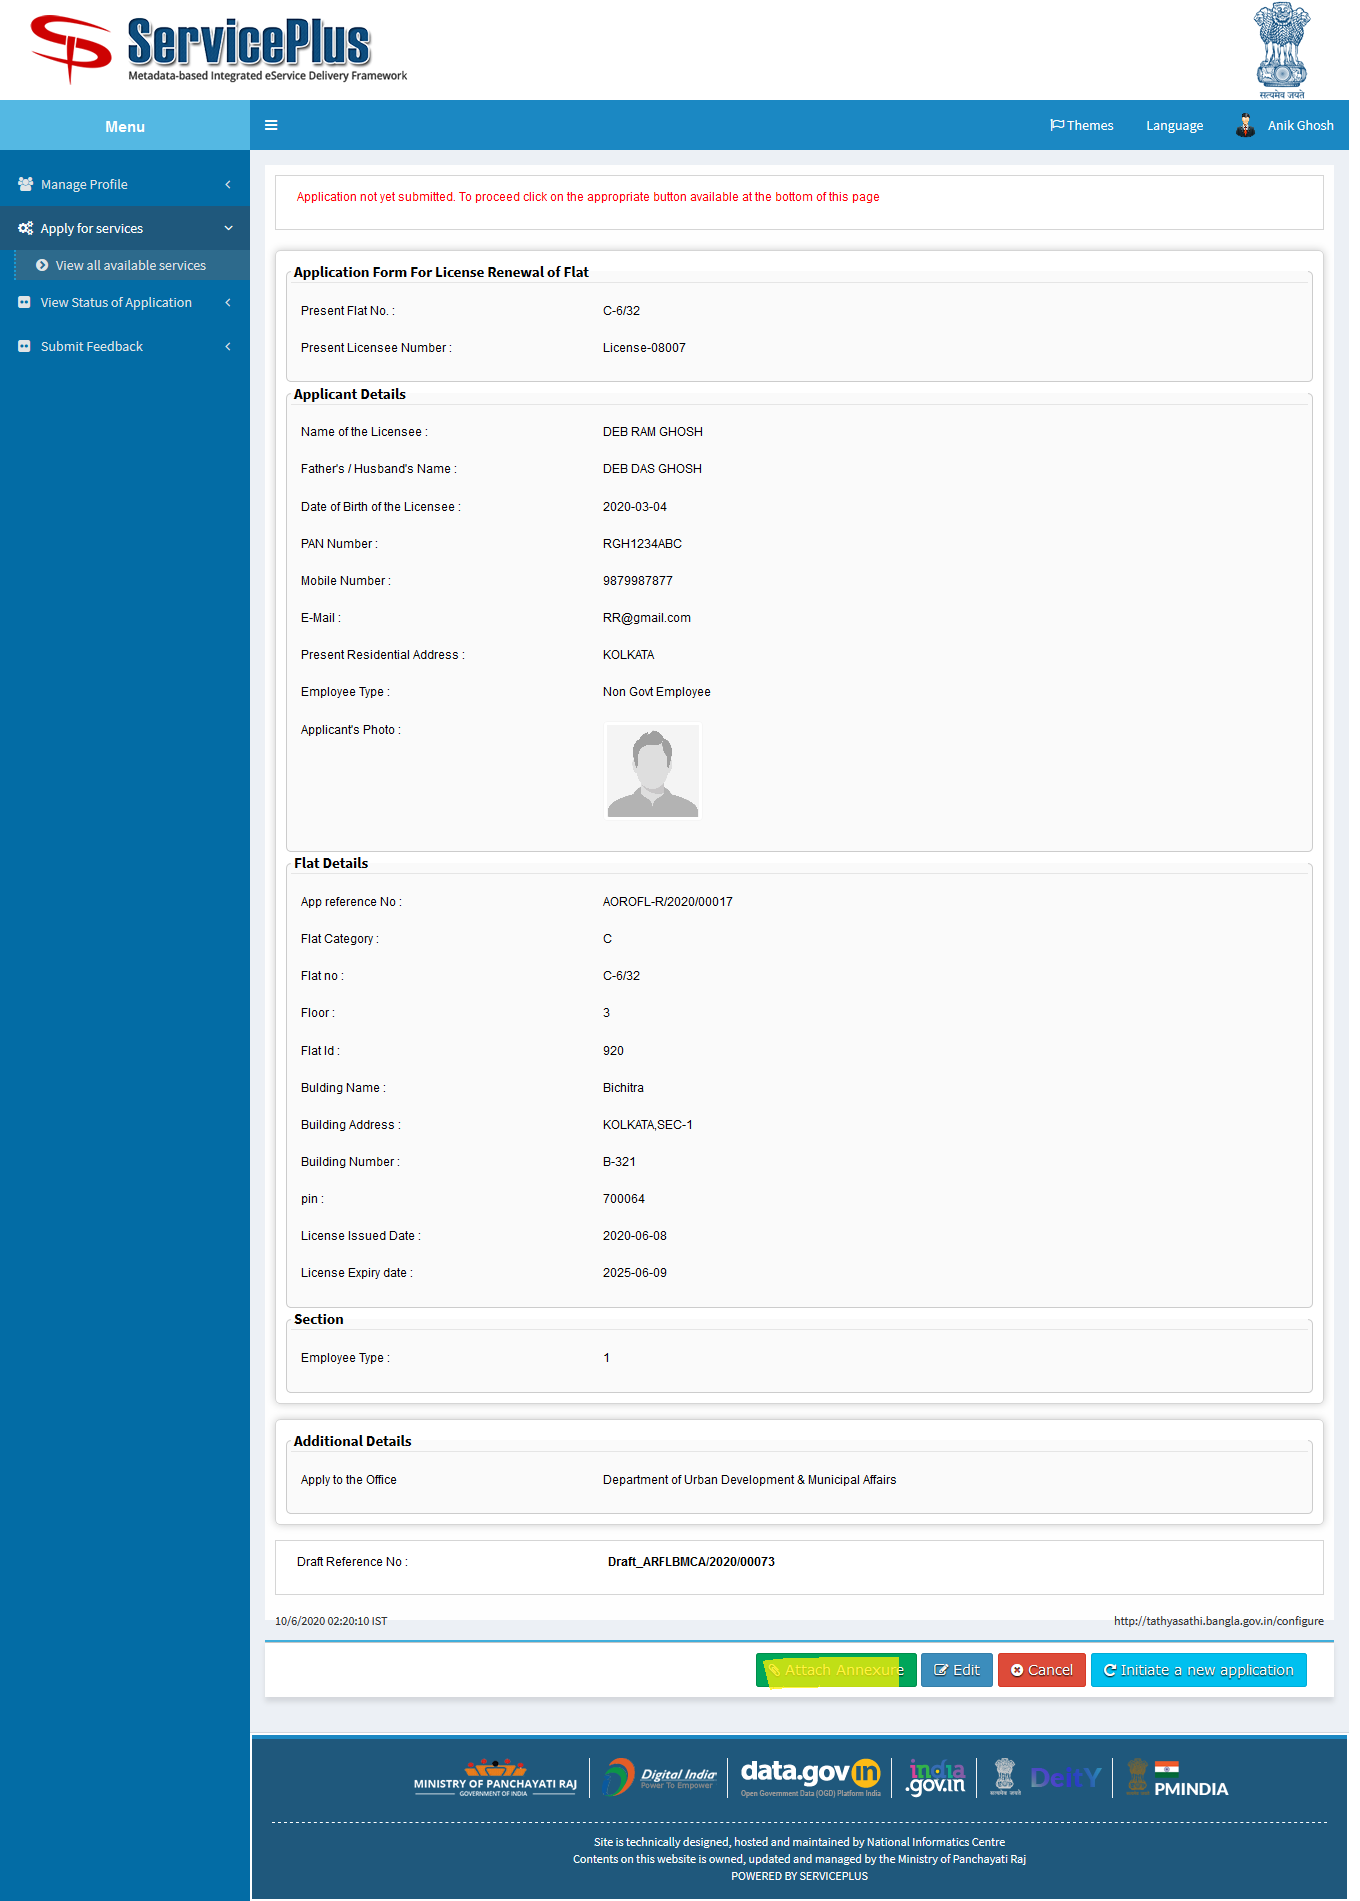 ServicePlus
Metadata-based Integrated eService Delivery Framework
सत्यमेव जयते
Menu
Themes Language Anik Ghosh
Manage Profile
Apply for services
View all available services
View Status of Application
Submit Feedback
Application not yet submitted. To proceed click on the appropriate button available at the bottom of this page
Application Form For License Renewal of Flat
Present Flat No. : C-6/32
Present Licensee Number : License-08007
Applicant Details
Name of the Licensee : DEB RAM GHOSH
Father's / Husband's Name : DEB DAS GHOSH
Date of Birth of the Licensee : 2020-03-04
PAN Number : RGH1234ABC
Mobile Number : 9879987877
E-Mail : RR@gmail.com
Present Residential Address : KOLKATA
Employee Type : Non Govt Employee
Applicant's Photo :
Flat Details
App reference No : AOROFL-R/2020/00017
Flat Category : C
Flat no : C-6/32
Floor : 3
Flat Id : 920
Bulding Name : Bichitra
Building Address : KOLKATA,SEC-1
Building Number : B-321
pin : 700064
License Issued Date : 2020-06-08
License Expiry date : 2025-06-09
Section
Employee Type : 1
Additional Details
Apply to the Office Department of Urban Development & Municipal Affairs
Draft Reference No : Draft_ARFLBMCA/2020/00073
10/6/2020 02:20:10 IST http://tathyasathi.bangla.gov.in/configure
Attach Annexure Edit Cancel Initiate a new application
MINISTRY OF PANCHAYATI RAJ
GOVERNMENT OF INDIA
Digital India
Power To Empower
data.gov in
Open Government Data (OGD) Platform India
india
.gov.in
सत्यमेव जयते
DeitY
PMINDIA
Site is technically designed, hosted and maintained by National Informatics Centre
Contents on this website is owned, updated and managed by the Ministry of Panchayati Raj
POWERED BY SERVICEPLUS